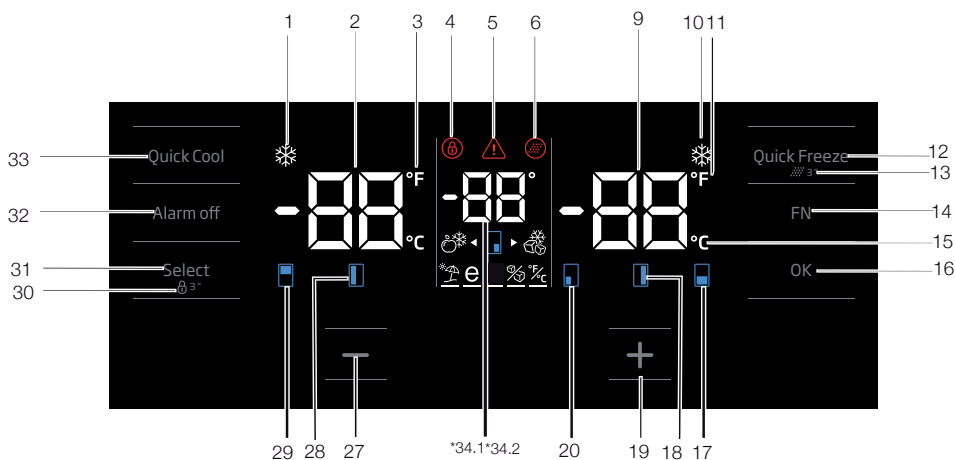 1 2 3 4 5 6 9 10 11
33 Quick Cool °F °F Quick Freeze 12
3" 13
-88 -88° -88
32 Alarm off FN 14
°C °C 15
31 Select e °F/°C OK 16
30 3"
29 28 27 *34.1*34.2 20 19 18 17